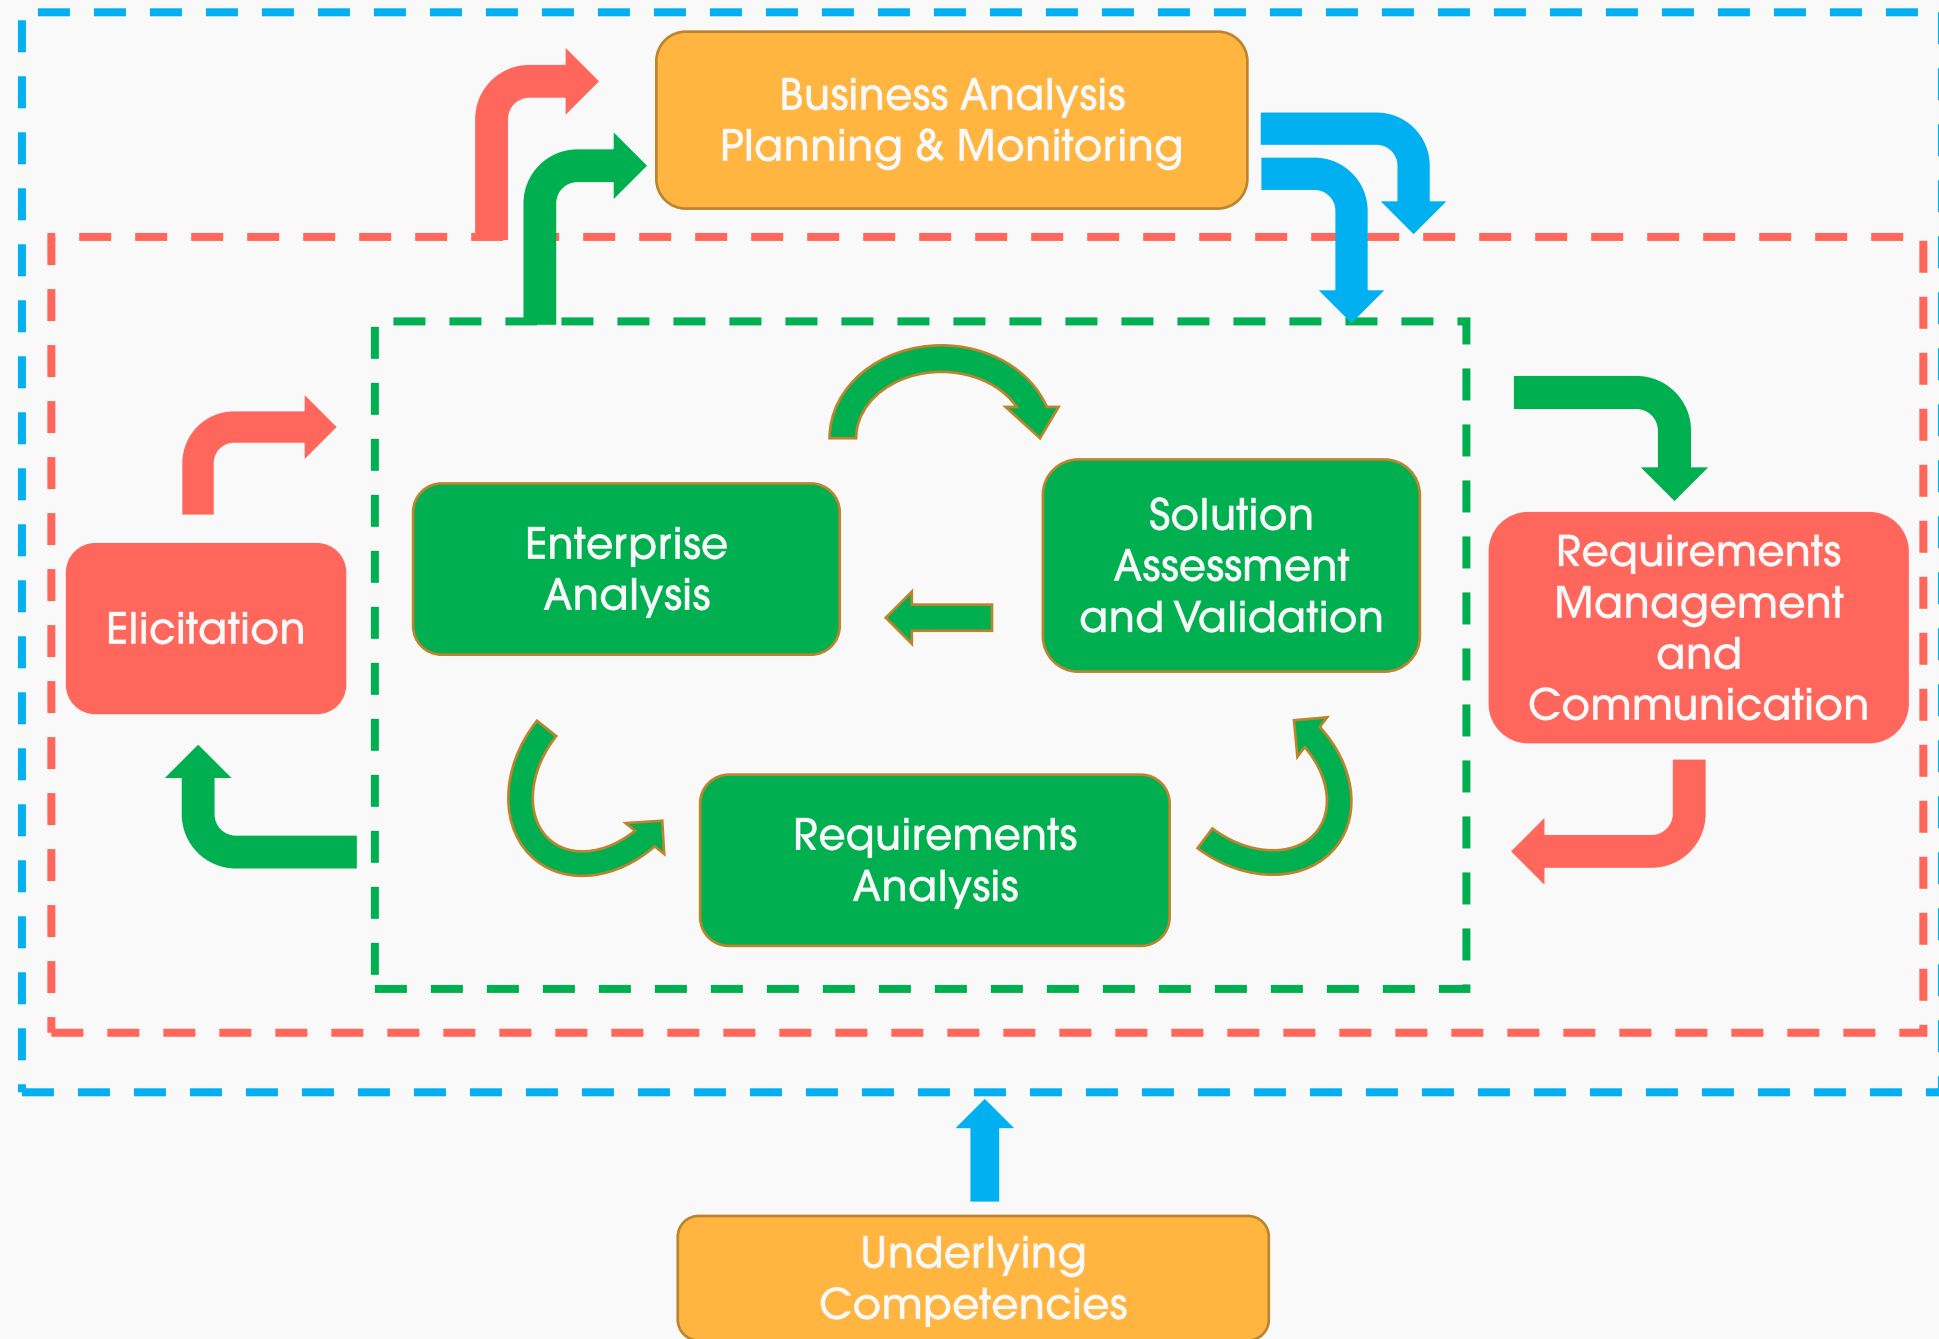 Business Analysis
Planning & Monitoring
Enterprise
Analysis
Solution
Assessment
and Validation
Elicitation
Requirements
Management
and
Communication
Requirements
Analysis
Underlying
Competencies